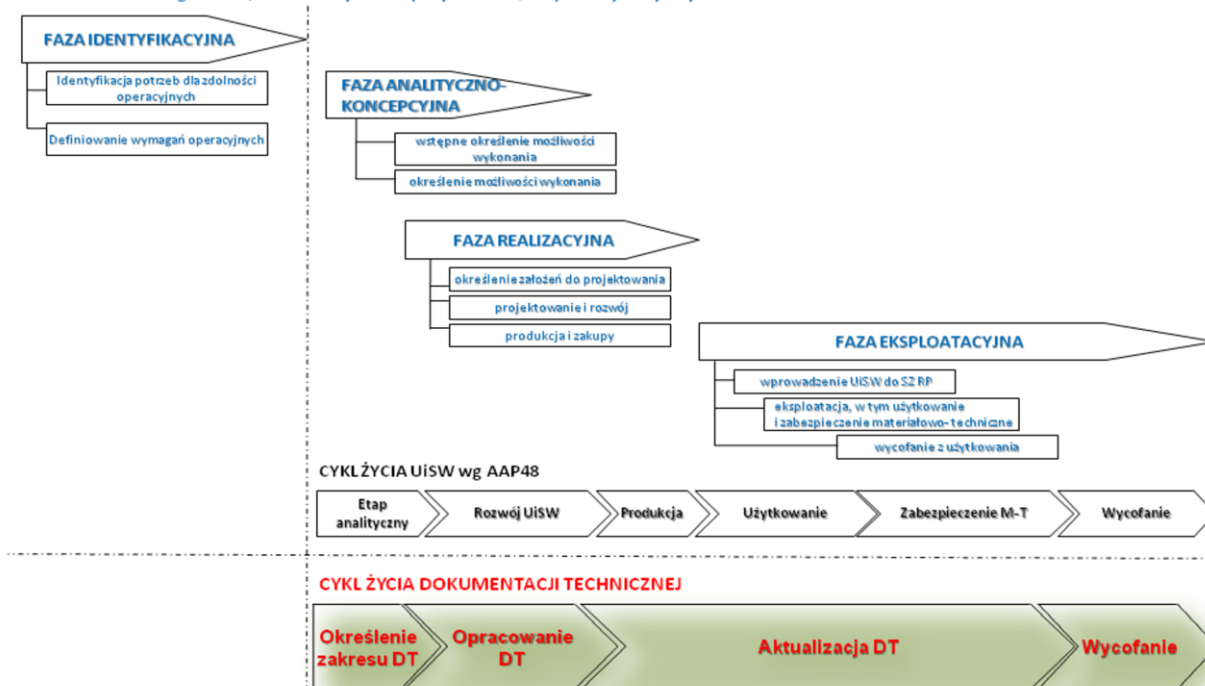 FAZA IDENTYFIKACYJNA
Identyfikacja potrzeb dla zdolności
operacyjnych
Definiowanie wymagań operacyjnych
FAZA ANALITYCZNO-
KONCEPCYJNA
wstępne określenie możliwości
wykonania
określenie możliwości wykonania
FAZA REALIZACYJNA
określenie założeń do projektowania
projektowanie i rozwój
produkcja i zakupy
FAZA EKSPLOATACYJNA
wprowadzenie UiSW do SZ RP
eksploatacja, w tym użytkowanie
i zabezpieczenie materiałowo- techniczne
wycofanie z użytkowania
CYKL ŻYCIA UiSW wg AAP48
Etap
analityczny
Rozwój UiSW
Produkcja
Użytkowanie
Zabezpieczenie M-T
Wycofanie
CYKL ŻYCIA DOKUMENTACJI TECHNICZNEJ
Określenie
zakresu DT
Opracowanie
DT
Aktualizacja DT
Wycofanie